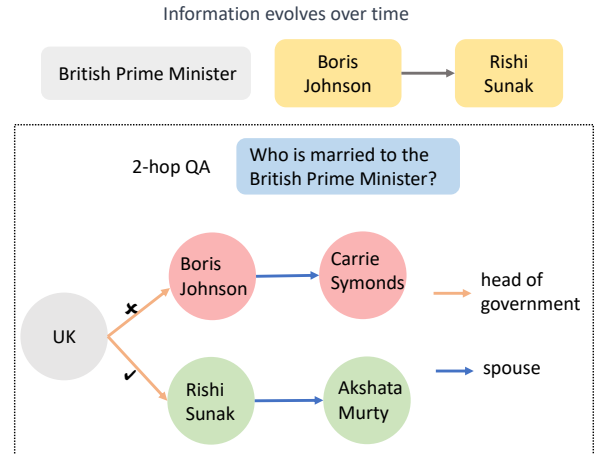 Information evolves over time
British Prime Minister
Boris
Johnson
Rishi
Sunak
2-hop QA
Who is married to the
British Prime Minister?
Boris
Johnson
Carrie
Symonds
head of
government
✘
UK
✔
Rishi
Sunak
Akshata
Murty
spouse